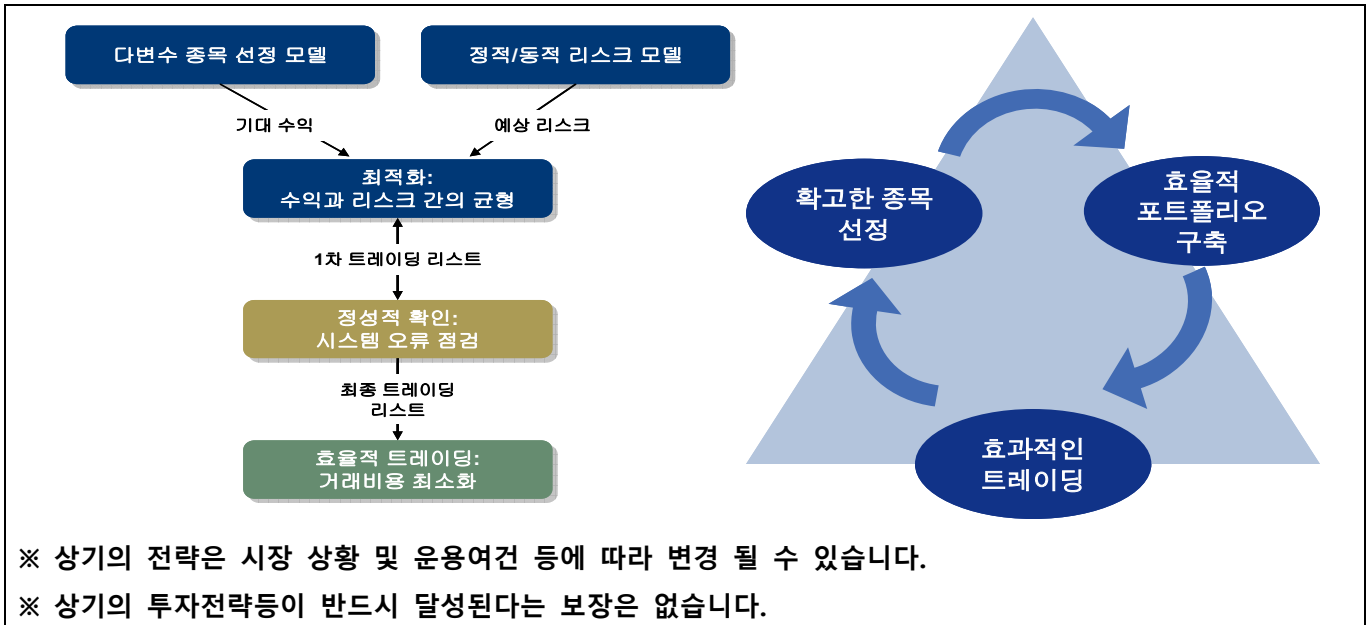 다변수 종목 선정 모델
정적/동적 리스크 모델
기대 수익
예상 리스크
최적화:
수익과 리스크 간의 균형
1차 트레이딩 리스트
정성적 확인:
시스템 오류 점검
최종 트레이딩
리스트
효율적 트레이딩:
거래비용 최소화
확고한 종목
선정
효율적
포트폴리오
구축
효과적인
트레이딩
※ 상기의 전략은 시장 상황 및 운용여건 등에 따라 변경 될 수 있습니다.
※ 상기의 투자전략등이 반드시 달성된다는 보장은 없습니다.